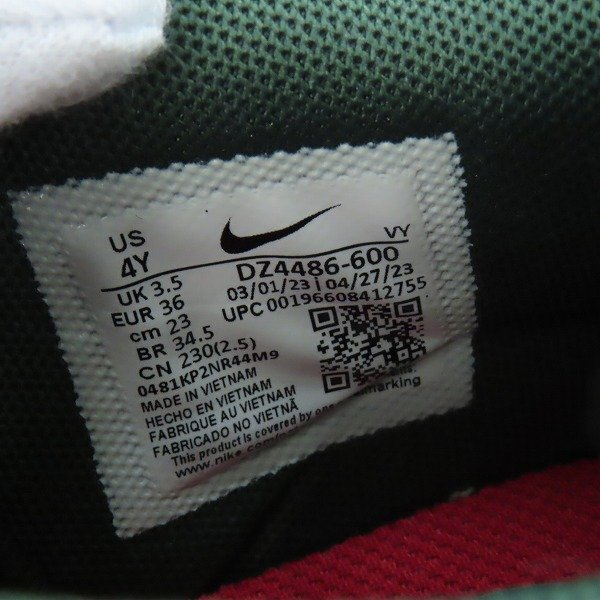 US
4Y
VY
UK 3.5
DZ4486-600
EUR 36
03/01/23 | 04/27/23
cm 23
UPC 00196608412755
BR 34.5
CN 230(2.5)
0481KP2NR44M9
MADE IN VIETNAM
HECHO EN VIETNAM
FABRIQUE AU VIETNAM
FABRICADO NO VIETNÃ
This product is covered by
www.nike.com
marking